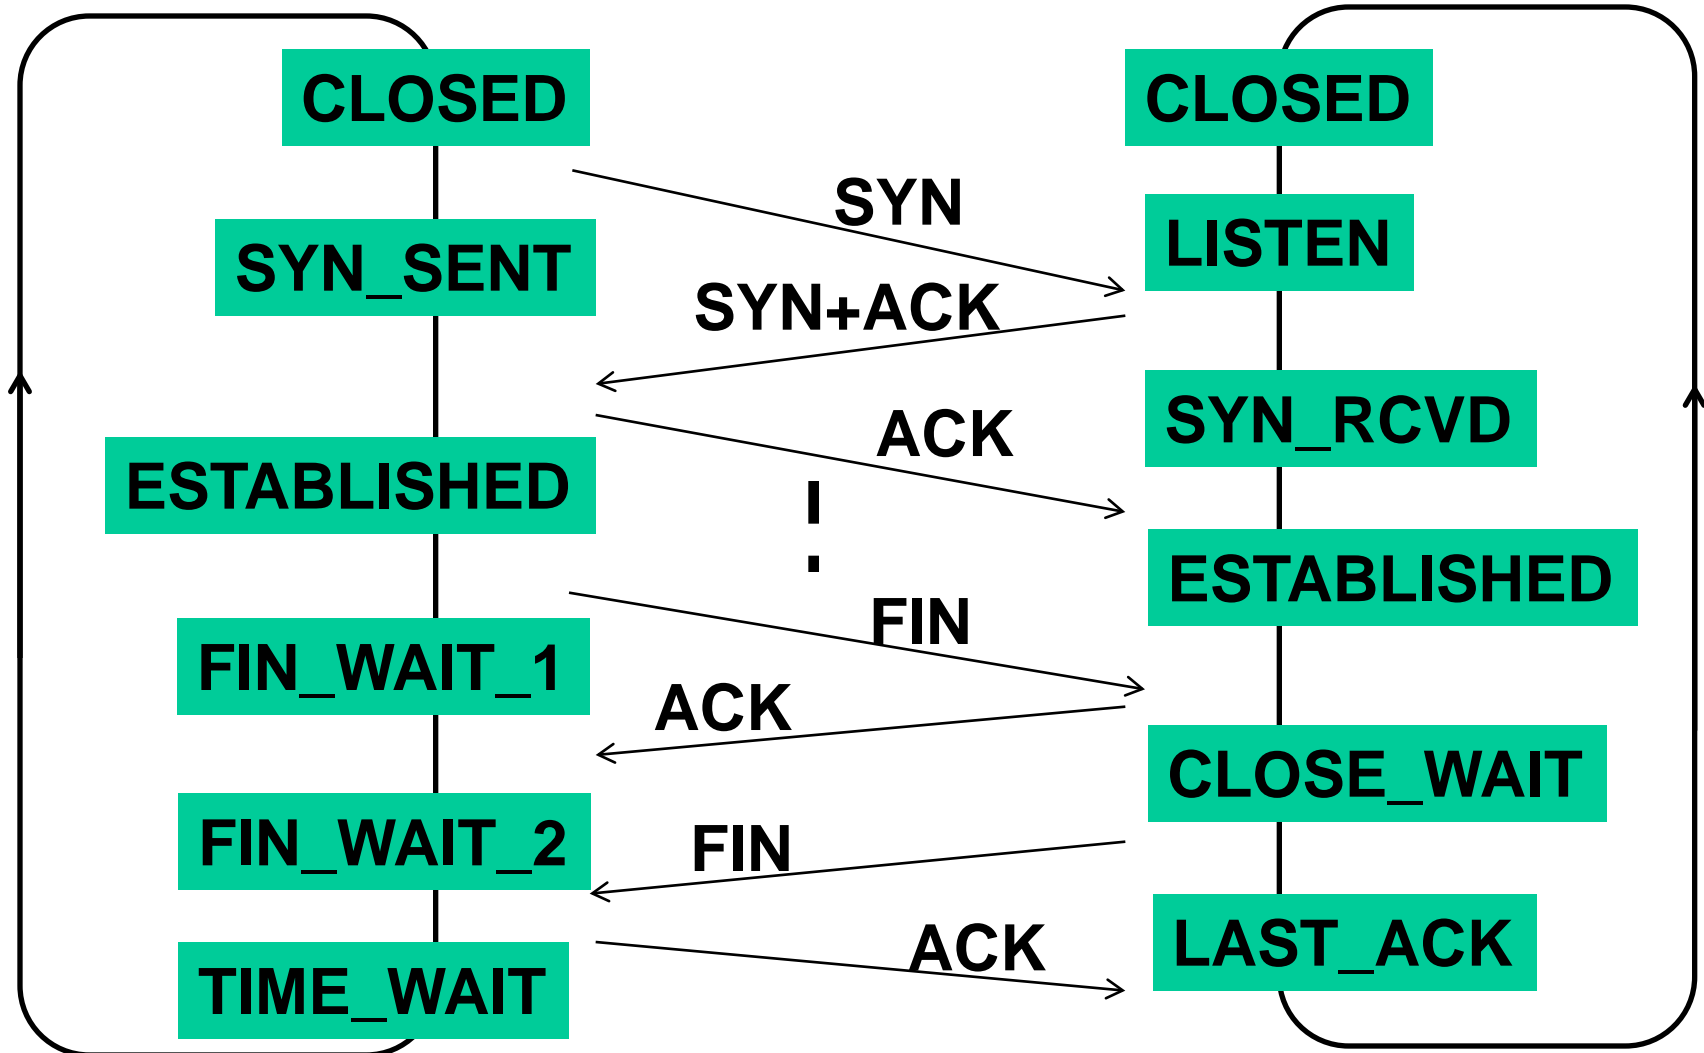 CLOSED
CLOSED
SYN
LISTEN
SYN_SENT
SYN+ACK
SYN_RCVD
ACK
ESTABLISHED
ESTABLISHED
FIN
FIN_WAIT_1
ACK
CLOSE_WAIT
FIN_WAIT_2
FIN
LAST_ACK
ACK
TIME_WAIT